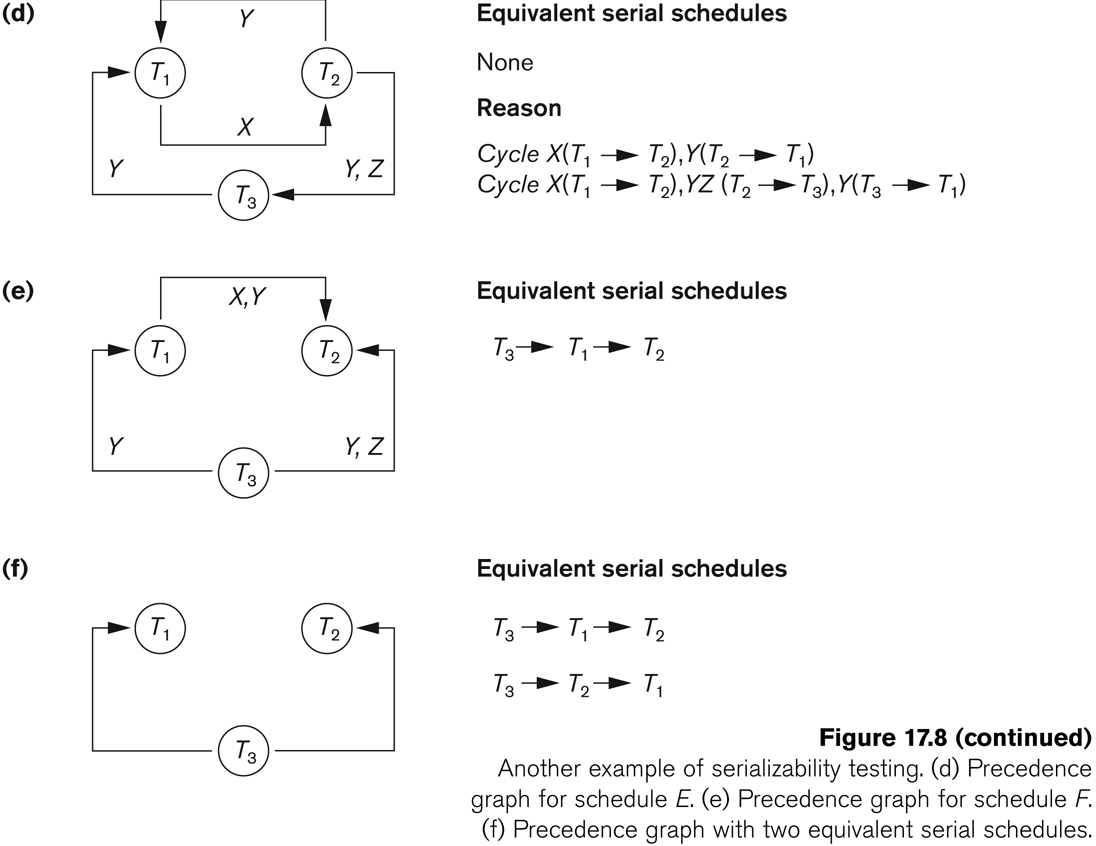 (d)
Y
T1
T2
X
Y
Y, Z
T3
Equivalent serial schedules
None
Reason
Cycle X(T1 → T2),Y(T2 → T1)
Cycle X(T1 → T2),YZ (T2 → T3),Y(T3 → T1)
(e)
X,Y
T1
T2
Y
Y, Z
T3
Equivalent serial schedules
T3 → T1 → T2
(f)
T1
T2
T3
Equivalent serial schedules
T3 → T1 → T2
T3 → T2 → T1
Figure 17.8 (continued)
Another example of serializability testing. (d) Precedence
graph for schedule E. (e) Precedence graph for schedule F.
(f) Precedence graph with two equivalent serial schedules.